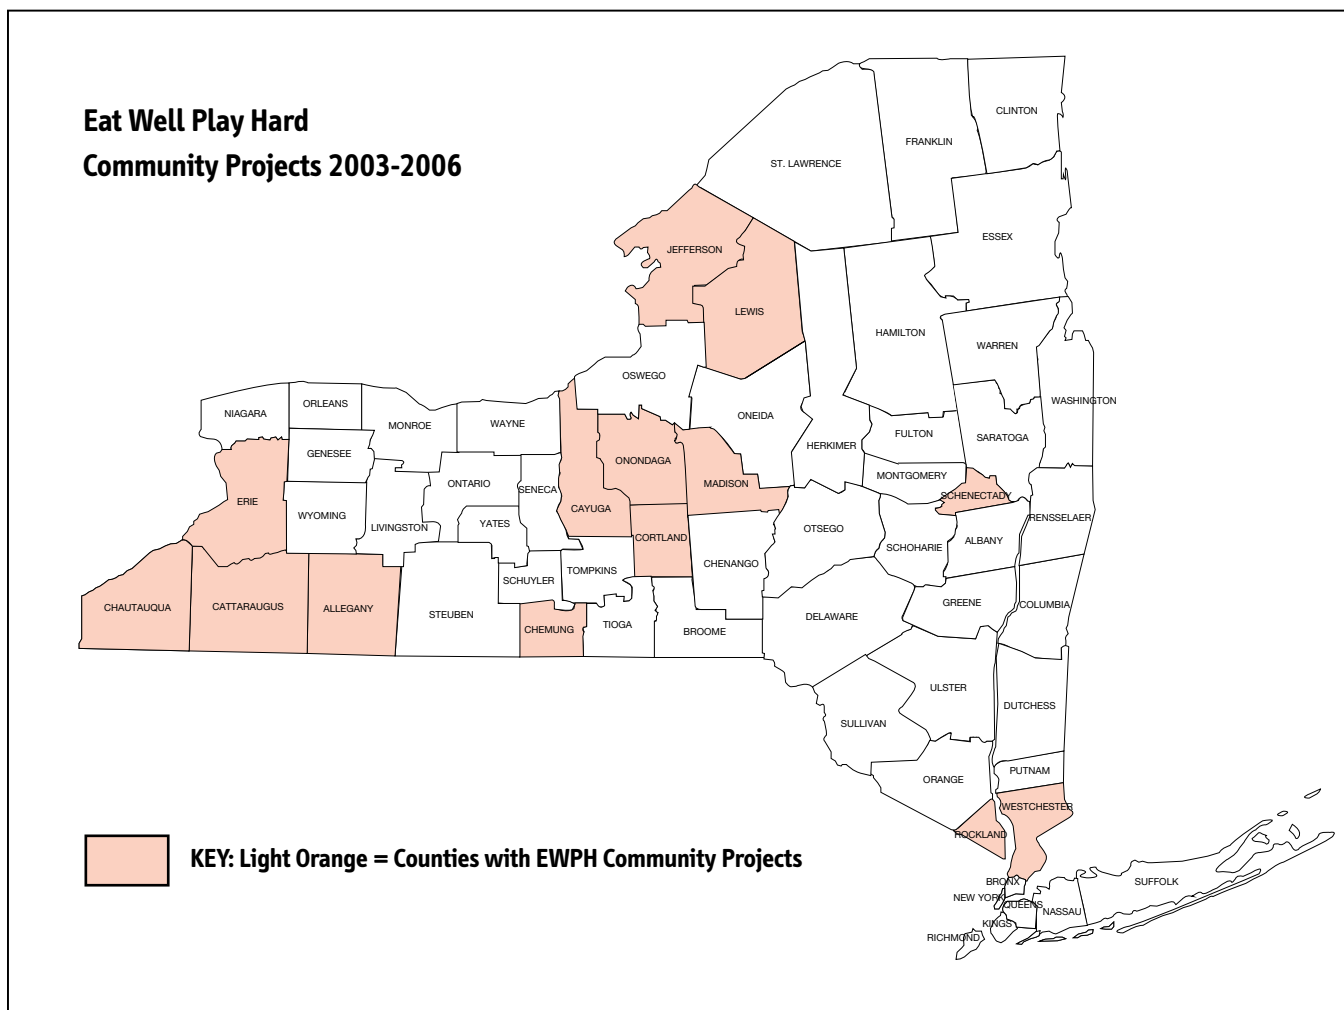 Eat Well Play Hard
Community Projects 2003-2006
CLINTON
FRANKLIN
ST. LAWRENCE
ESSEX
JEFFERSON
LEWIS
HAMILTON
WARREN
OSWEGO
WASHINGTON
ORLEANS
NIAGARA
ONEIDA
MONROE
WAYNE
FULTON
SARATOGA
HERKIMER
GENESEE
ONONDAGA
MONTGOMERY
ONTARIO
MADISON
SENECA
SCHENECTADY
ERIE
CAYUGA
WYOMING
RENSSELAER
YATES
LIVINGSTON
OTSEGO
CORTLAND
ALBANY
SCHOHARIE
CHENANGO
TOMPKINS
SCHUYLER
GREENE
COLUMBIA
CHAUTAUQUA
CATTARAUGUS
ALLEGANY
STEUBEN
DELAWARE
TIOGA
CHEMUNG
BROOME
ULSTER
DUTCHESS
SULLIVAN
PUTNAM
ORANGE
WESTCHESTER
ROCKLAND
KEY: Light Orange = Counties with EWPH Community Projects
BRONX
SUFFOLK
NEW YORK
QUEENS
NASSAU
KINGS
RICHMOND